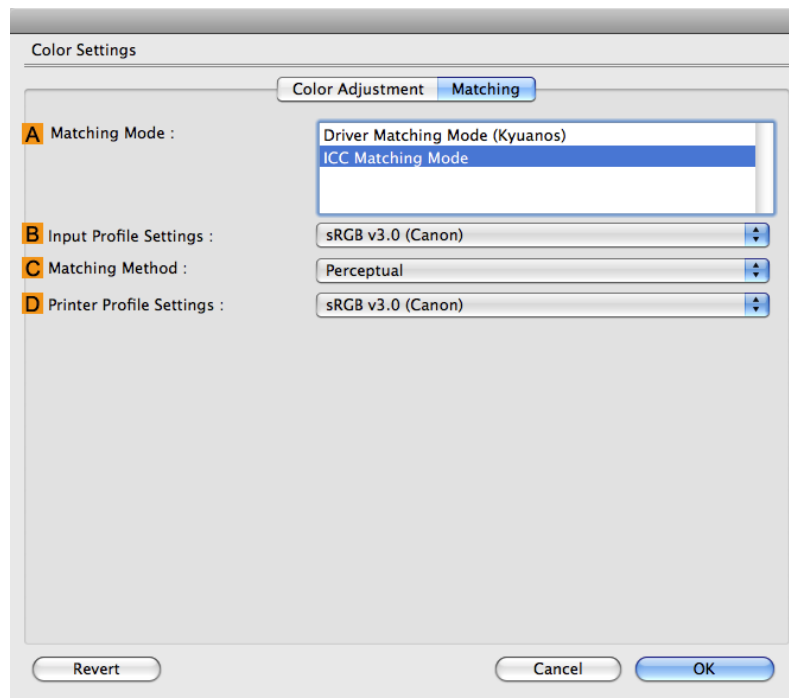 Color Settings
Color Adjustment Matching
A Matching Mode :
Driver Matching Mode (Kyuanos)
ICC Matching Mode
B Input Profile Settings : sRGB v3.0 (Canon)
C Matching Method : Perceptual
D Printer Profile Settings : sRGB v3.0 (Canon)
Revert Cancel OK